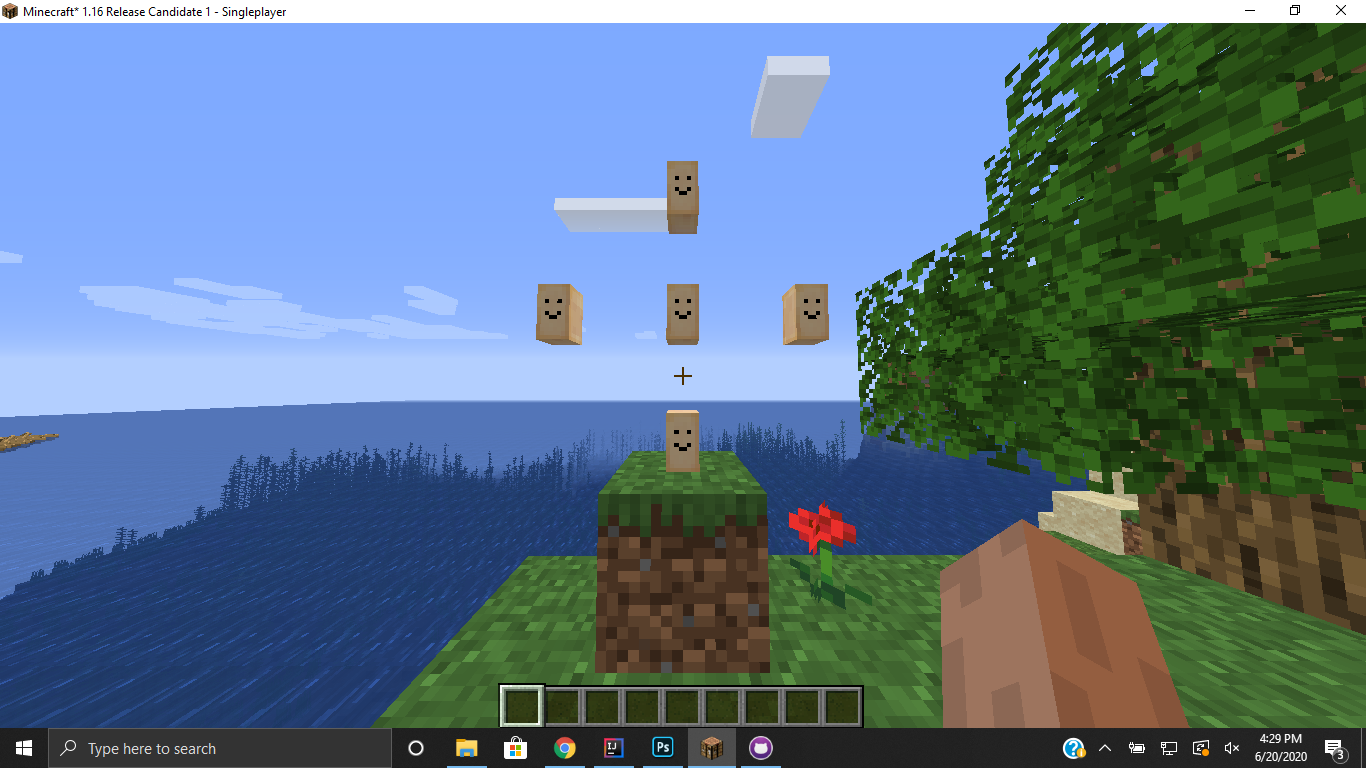 Minecraft* 1.16 Release Candidate 1 - Singleplayer
Type here to search
IJ
Ps
?
4:29 PM
6/20/2020
3